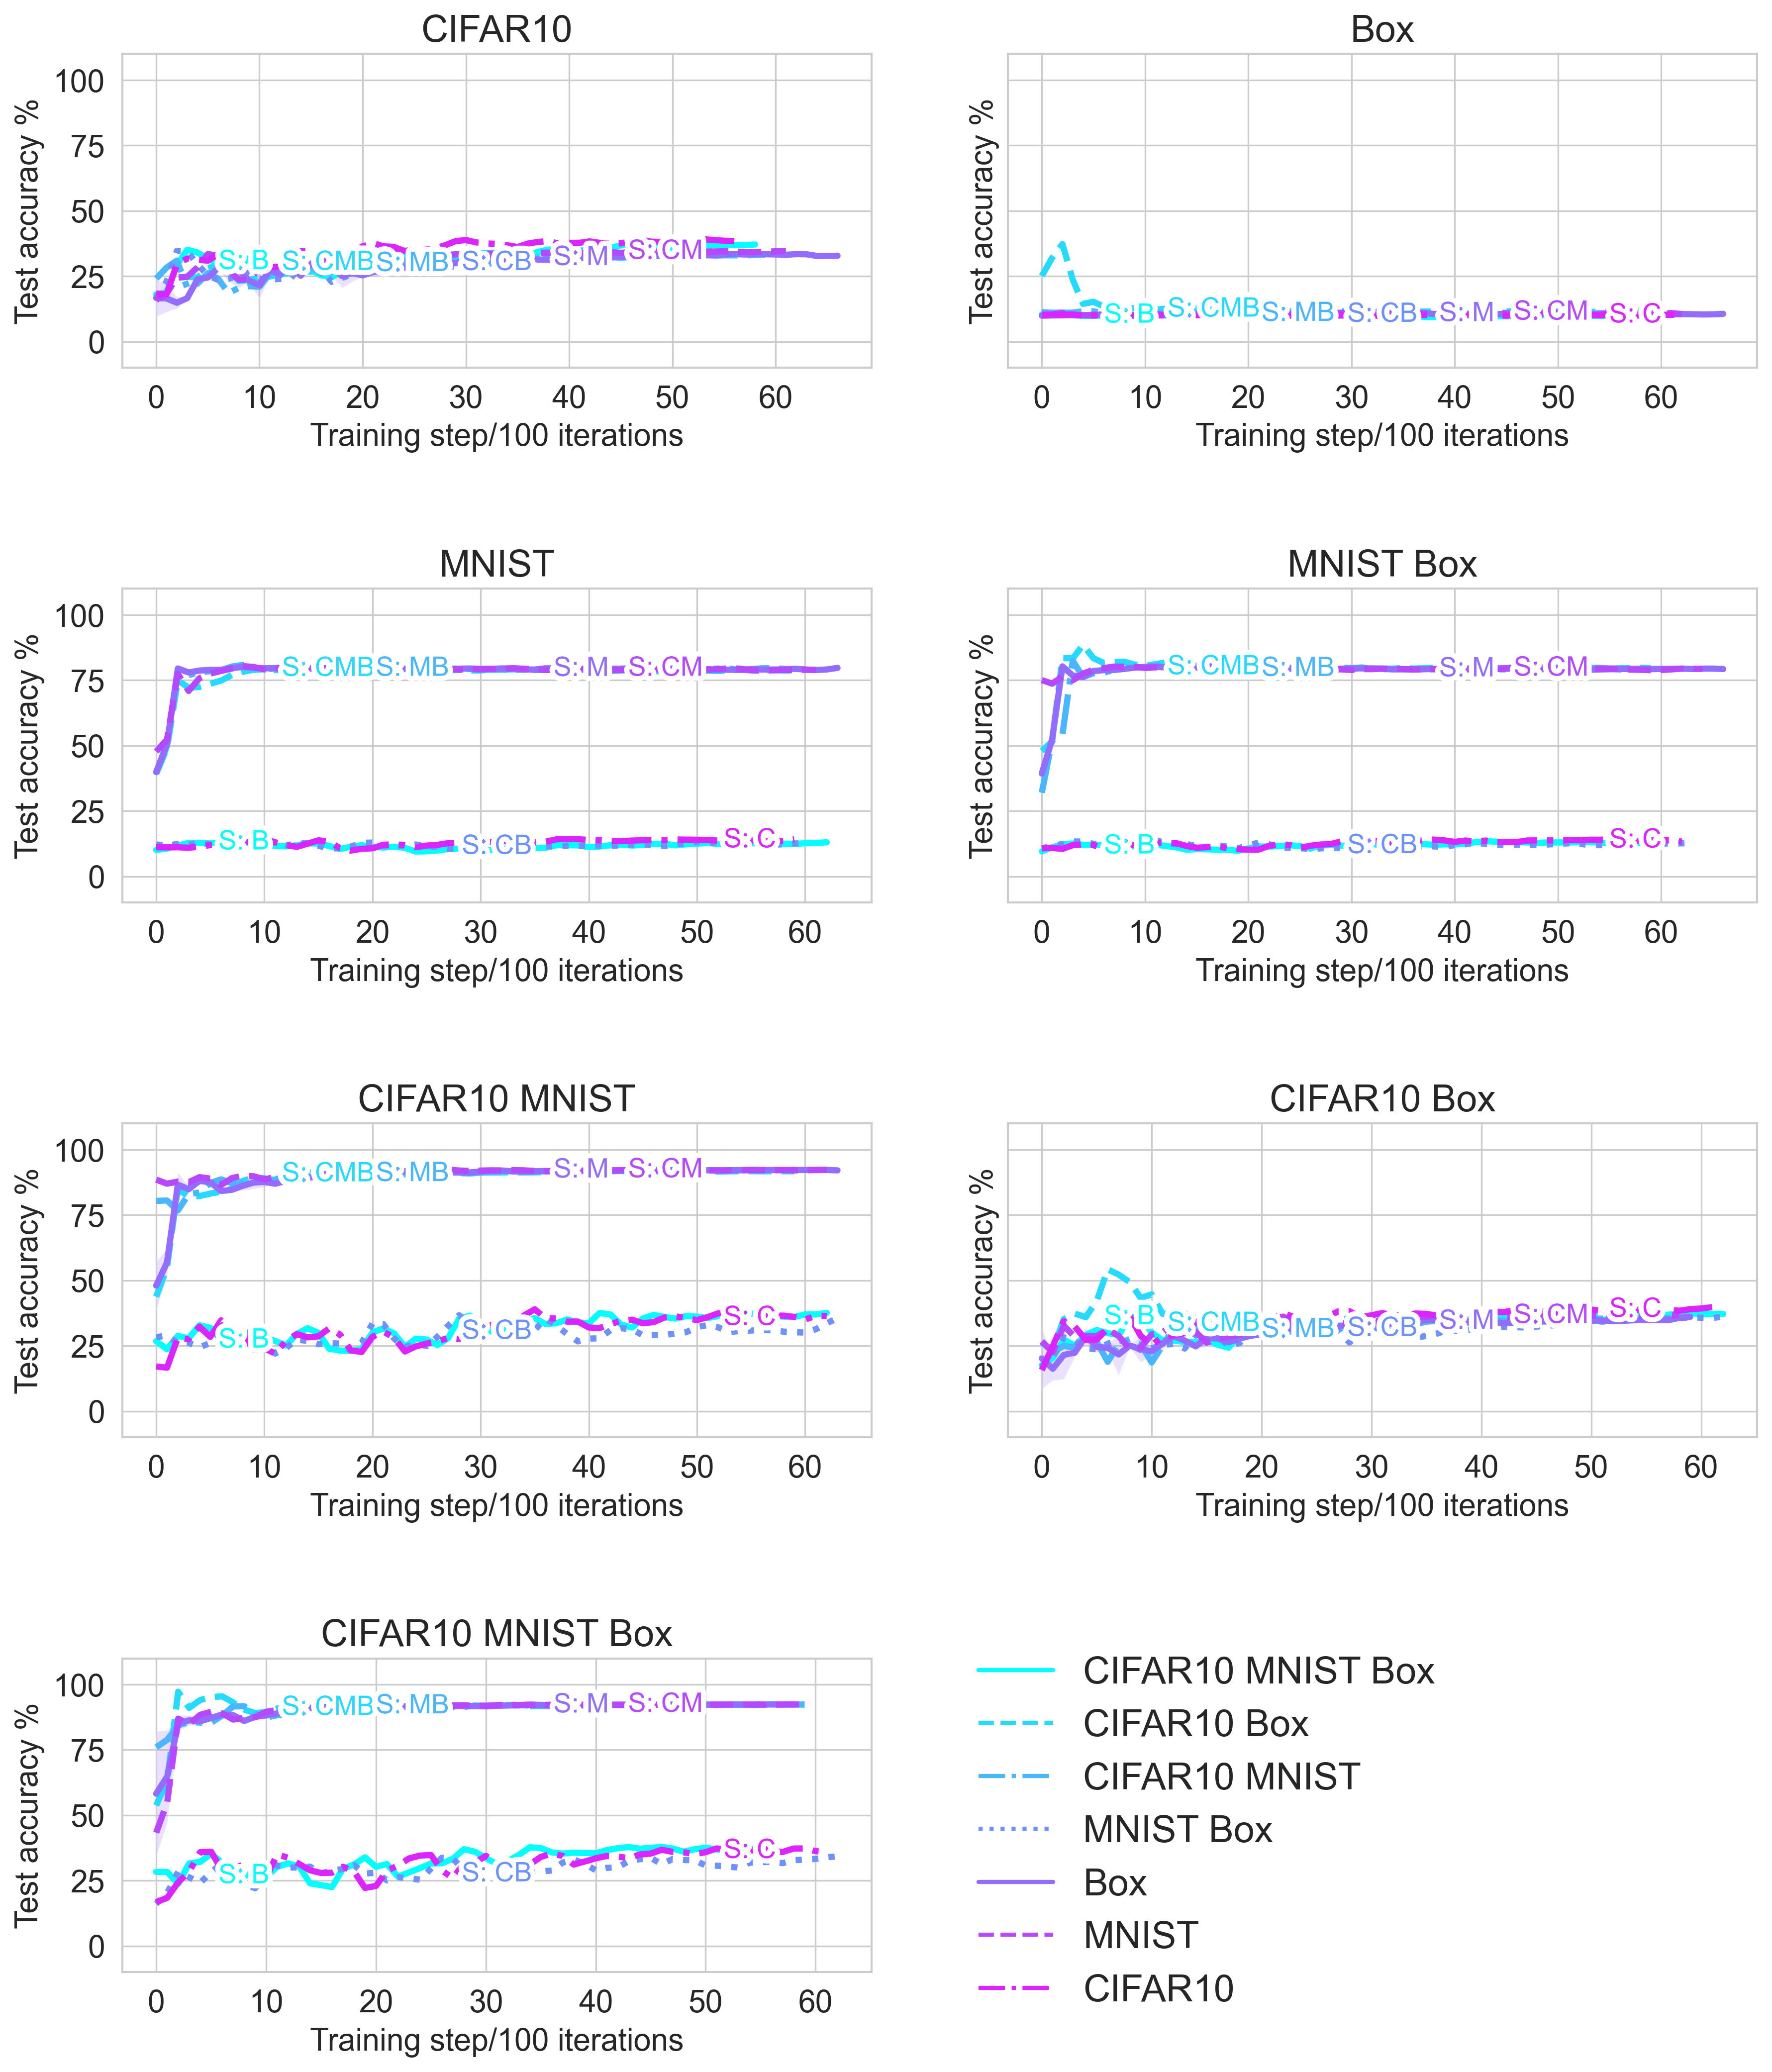 CIFAR10
Test accuracy %
100
75
50
25
0
S: B S: CMB S: MB S: CB S: M S: CM
0 10 20 30 40 50 60
Training step/100 iterations
Box
Test accuracy %
S: B S: CMB S: MB S: CB S: M S: CM S: C
0 10 20 30 40 50 60
Training step/100 iterations
MNIST
Test accuracy %
100
75
50
25
0
S: CMB S: MB S: M S: CM
S: B S: CB S: C
0 10 20 30 40 50 60
Training step/100 iterations
MNIST Box
Test accuracy %
S: CMB S: MB S: M S: CM
S: B S: CB S: C
0 10 20 30 40 50 60
Training step/100 iterations
CIFAR10 MNIST
Test accuracy %
100
75
50
25
0
S: CMB S: MB S: M S: CM
S: B S: CB S: C
0 10 20 30 40 50 60
Training step/100 iterations
CIFAR10 Box
Test accuracy %
S: B S: CMB S: MB S: CB S: M S: CM S: C
0 10 20 30 40 50 60
Training step/100 iterations
CIFAR10 MNIST Box
Test accuracy %
100
75
50
25
0
S: CMB S: MB S: M S: CM
S: B S: CB S: C
0 10 20 30 40 50 60
Training step/100 iterations
CIFAR10 MNIST Box
CIFAR10 Box
CIFAR10 MNIST
MNIST Box
Box
MNIST
CIFAR10